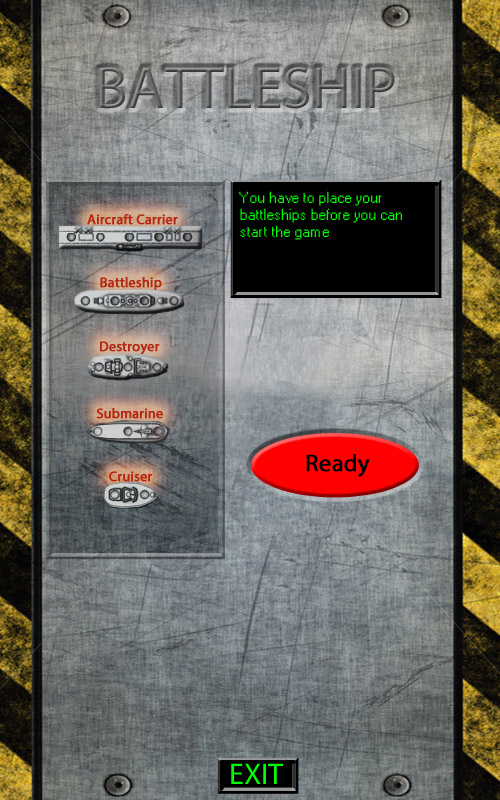 BATTLESHIP
Aircraft Carrier
Battleship
Destroyer
Submarine
Cruiser
You have to place your
battleships before you can
start the game
Ready
EXIT